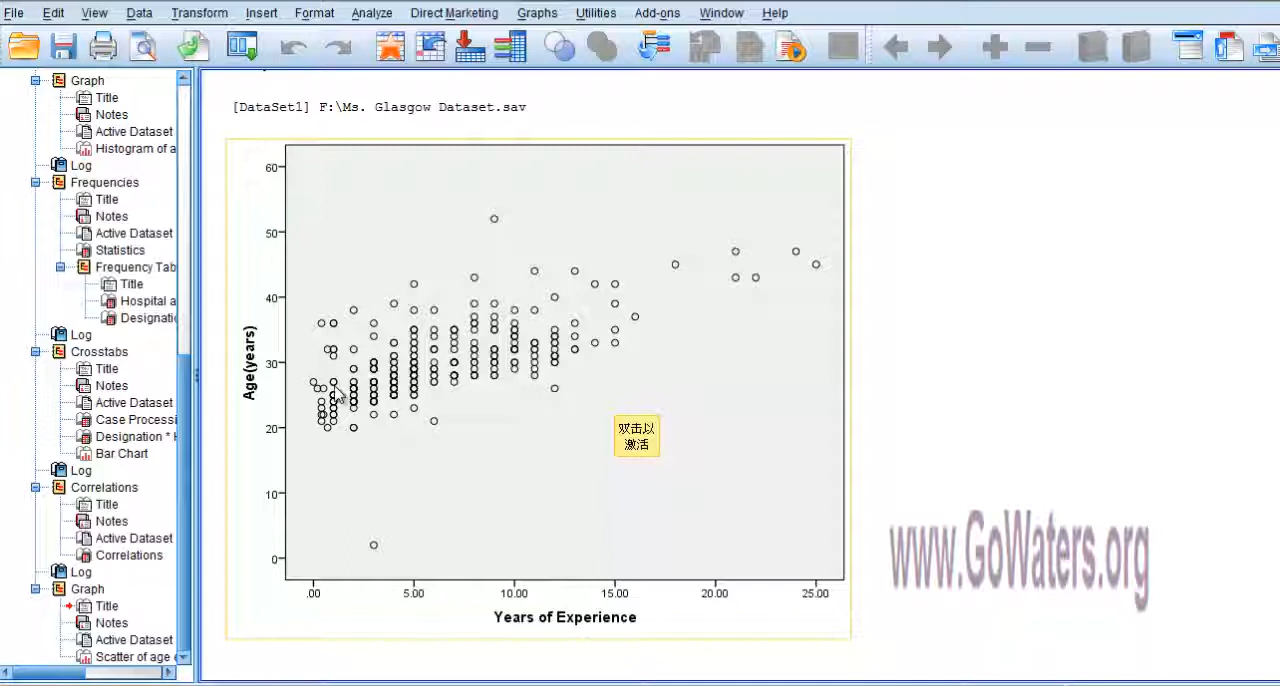 File Edit View Data Transform Insert Format Analyze Direct Marketing Graphs Utilities Add-ons Window Help
Graph
Title
Notes
Active Dataset
Histogram of a
Log
Frequencies
Title
Notes
Active Dataset
Statistics
Frequency Tab
Title
Hospital a
Designatio
Log
Crosstabs
Title
Notes
Active Dataset
Case Processi
Designation *
Bar Chart
Log
Correlations
Title
Notes
Active Dataset
Correlations
Log
Graph
Title
Notes
Active Dataset
Scatter of age
[DataSet1] F:\Ms. Glasgow Dataset.sav
60
50
40
30
20
10
0
Age(years)
.00 5.00 10.00 15.00 20.00 25.00
Years of Experience
双击以
激活
www.GoWaters.org